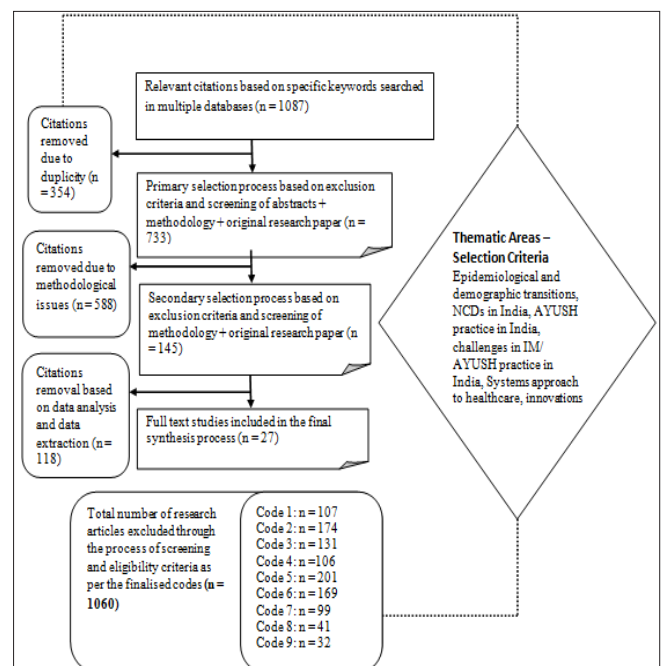 Relevant citations based on specific keywords searched
in multiple databases (n = 1087)
Citations
removed
due to
duplicity (n
= 354)
Primary selection process based on exclusion
criteria and screening of abstracts +
methodology + original research paper (n =
733)
Citations
removed due to
methodological
issues (n = 588)
Secondary selection process based on
exclusion criteria and screening of
methodology + original research paper (n
= 145)
Citations
removal based
on data analysis
and data
extraction (n=
118)
Full text studies included in the final
synthesis process (n = 27)
Thematic Areas –
Selection Criteria
Epidemiological and
demographic transitions,
NCDs in India, AYUSH
practice in India,
challenges in IM/
AYUSH practice in
India, Systems approach
to healthcare, innovations
Total number of research
articles excluded through
the process of screening
and eligibility criteria as
per the finalised codes (n =
1060)
Code 1: n = 107
Code 2: n = 174
Code 3: n = 131
Code 4: n =106
Code 5: n = 201
Code 6: n = 169
Code 7: n = 99
Code 8: n = 41
Code 9: n = 32